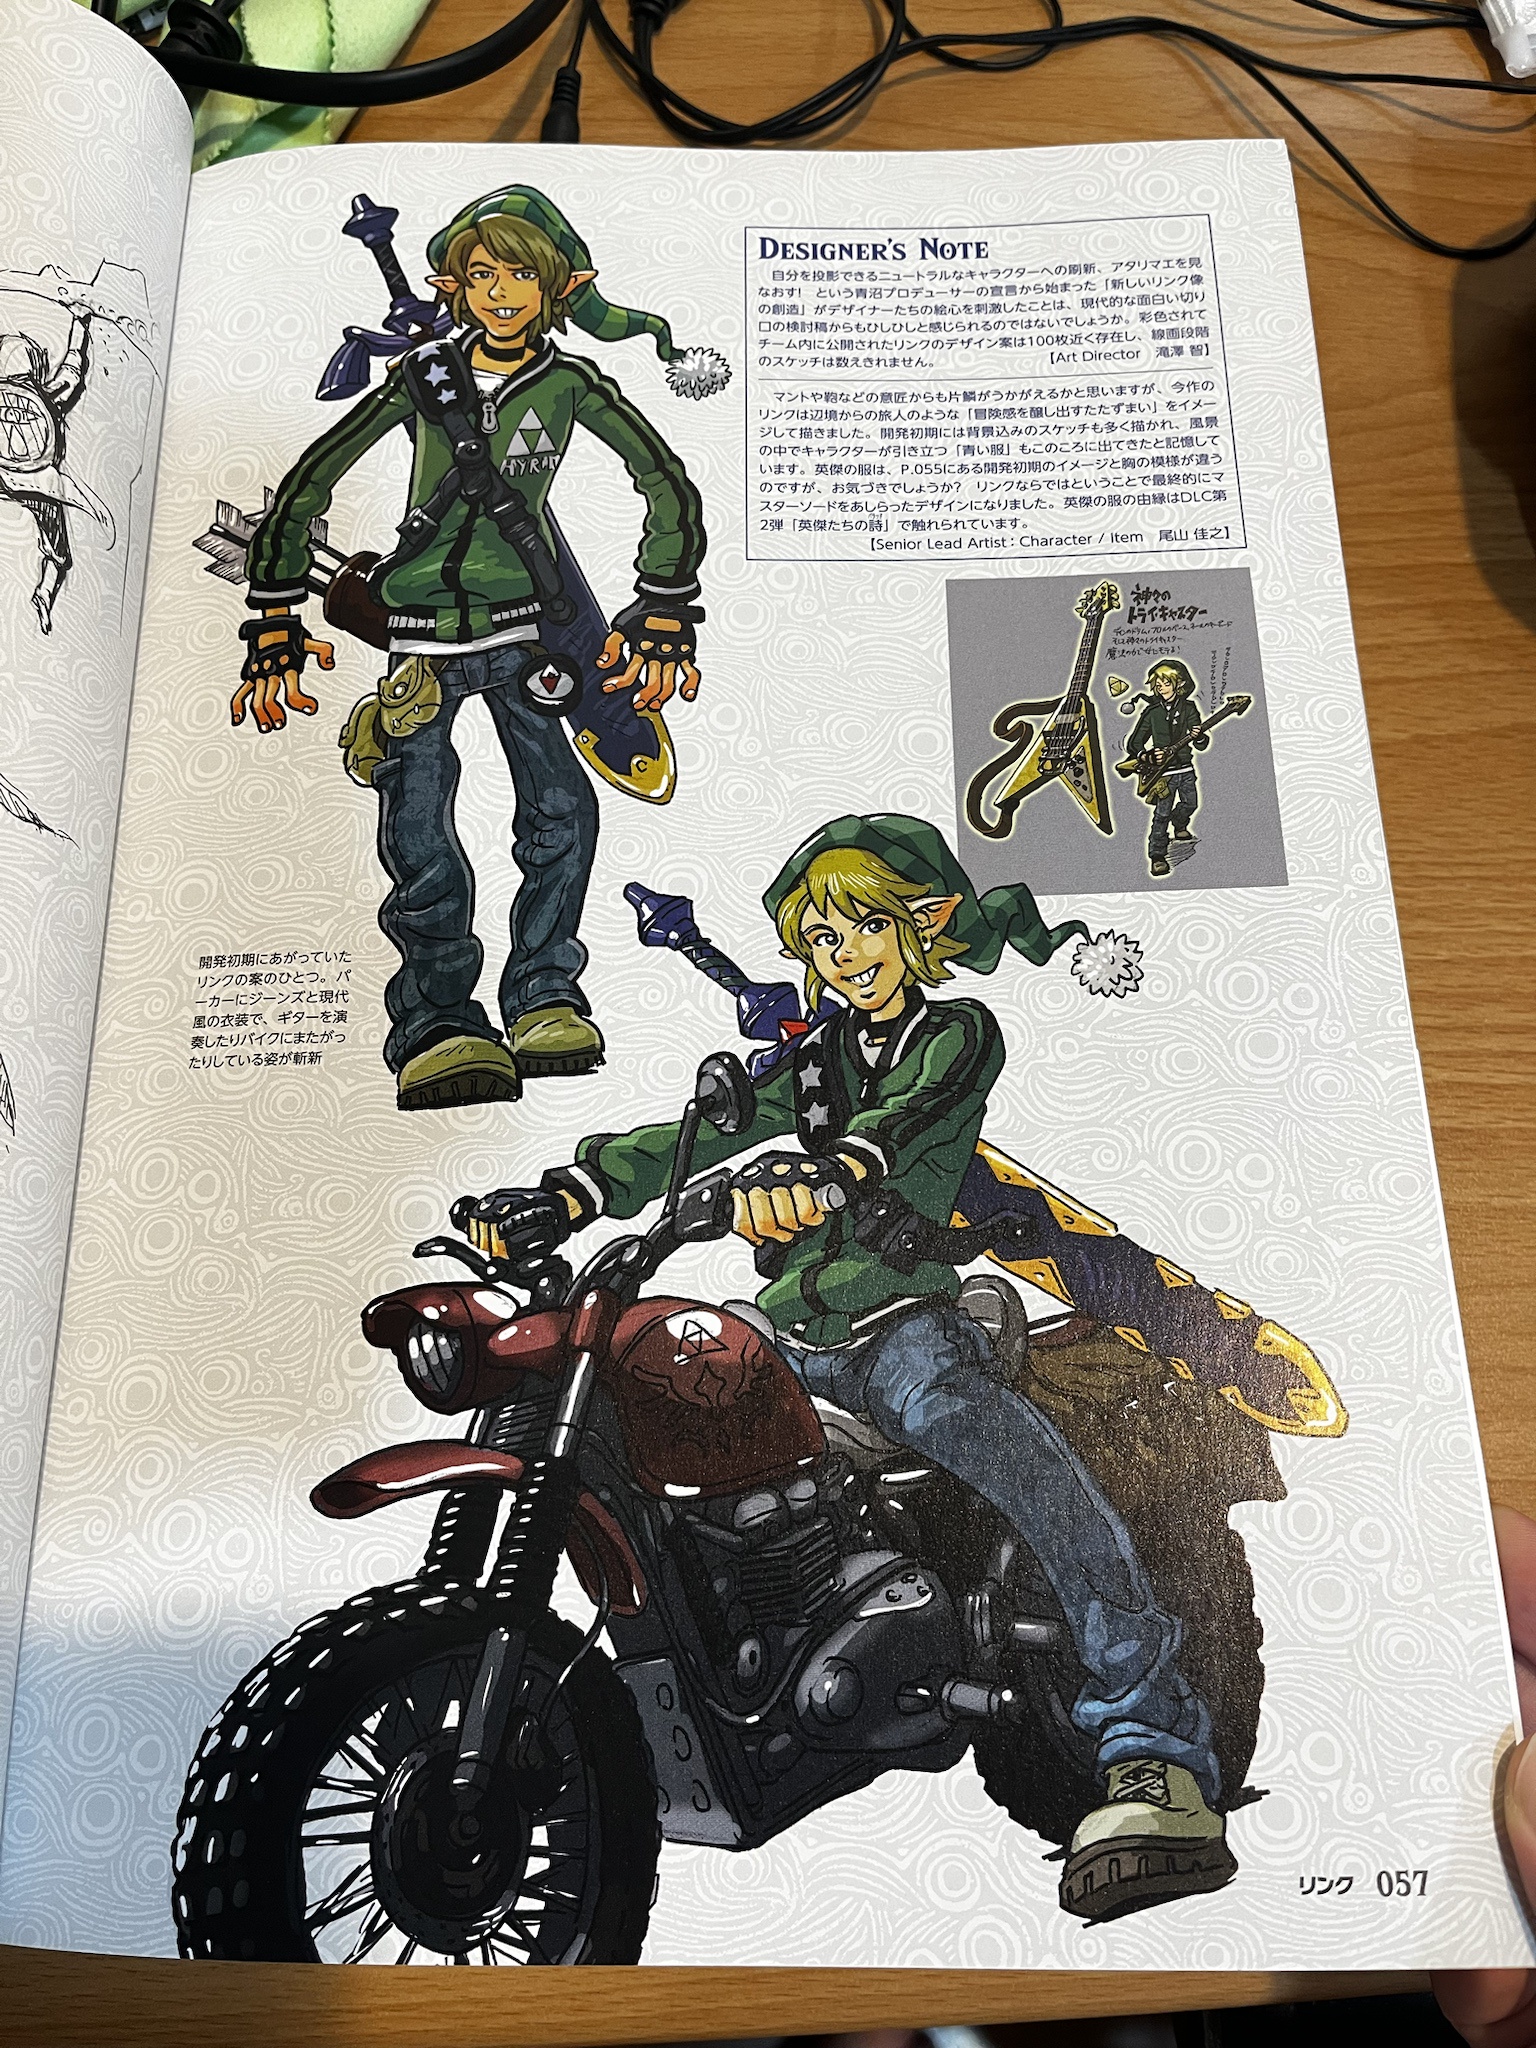 DESIGNER'S NOTE
自分を投影できるニュートラルなキャラクターへの刷新、アタリマエを見
なおす! という青沼プロデューサーの宣言から始まった「新しいリンク像
の創造」がデザイナーたちの絵心を刺激したことは、現代的な面白い切り
口の検討稿からもひしひしと感じられるのではないでしょうか。彩色されて
チーム内に公開されたリンクのデザイン案は100枚近く存在し、線画段階
のスケッチは数えきれません。 【Art Director 滝澤 智】
マントや鞄などの意匠からも片鱗がうかがえるかと思いますが、今作の
リンクは辺境からの旅人のような「冒険感を醸し出すたたずまい」をイメー
ジして描きました。開発初期には背景込みのスケッチも多く描かれ、風景
の中でキャラクターが引き立つ「青い服」もこのころに出てきたと記憶して
います。英傑の服は、P.055にある開発初期のイメージと胸の模様が違う
のですが、お気づきでしょうか? リンクならではということで最終的にマ
スターソードをあしらったデザインになりました。英傑の服の由縁はDLC第
2弾「英傑たちの詩」で触れられています。
【Senior Lead Artist : Character / Item 尾山 佳之】
神々の
トライキャスター
HYRULE
開発初期にあがっていた
リンクの案のひとつ。パ
ーカーにジーンズと現代
風の衣装で、ギターを演
奏したりバイクにまたがっ
たりしている姿が斬新
リンク 057